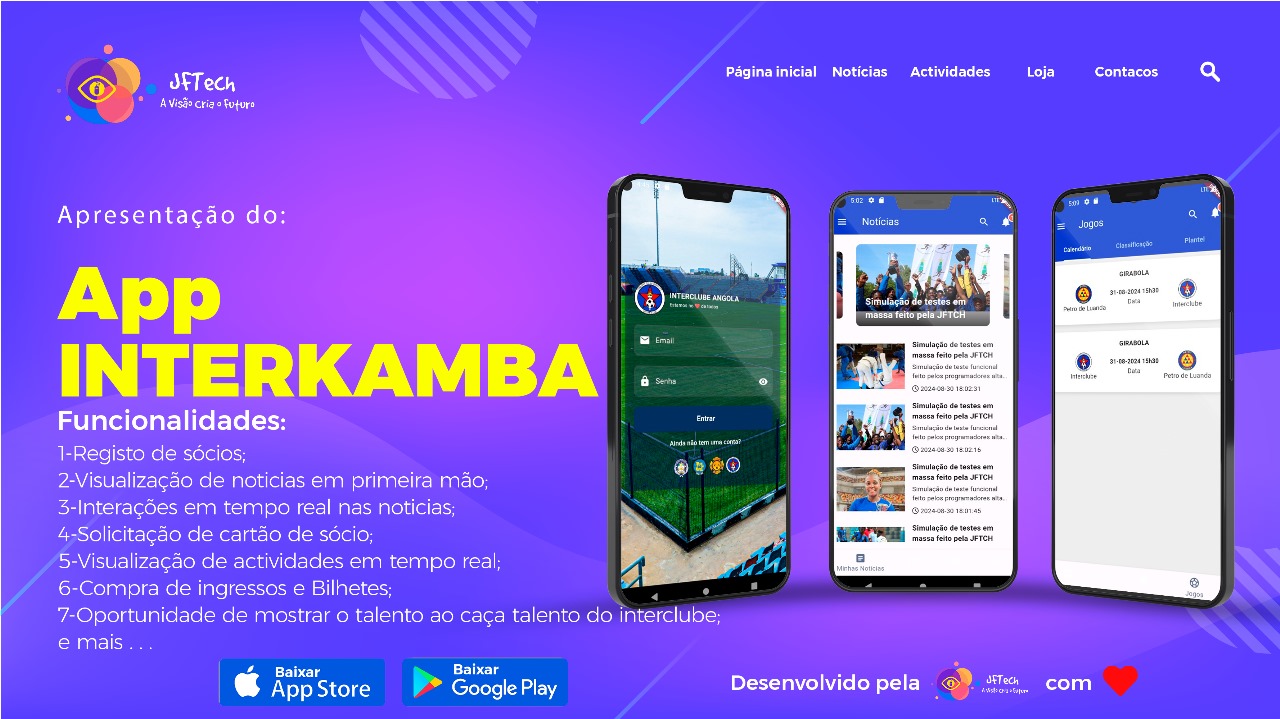 JFTech
A Visão Cria o Futuro
Página inicial Notícias Actividades Loja Contacos
Apresentação do:
App
INTERKAMBA
Funcionalidades:
1-Registo de sócios;
2-Visualização de noticias em primeira mão;
3-Interações em tempo real nas noticias;
4-Solicitação de cartão de sócio;
5-Visualização de actividades em tempo real;
6-Compra de ingressos e Bilhetes;
7-Oportunidade de mostrar o talento ao caça talento do interclube;
e mais . . .
Baixar
App Store
Baixar
Google Play
INTERCLUBE ANGOLA
Email
Senha
Entrar
Ainda não tem uma conta?
5:02 LTE
Notícias
Simulação de testes em
massa feito pela JFTCH
Simulação de testes em
massa feito pela JFTCH
Simulação de teste funcional
feito pelos programadores alta...
2024-08-30 18:02:31
Simulação de testes em
massa feito pela JFTCH
Simulação de teste funcional
feito pelos programadores alta...
2024-08-30 18:02:16
Simulação de testes em
massa feito pela JFTCH
Simulação de teste funcional
feito pelos programadores alta...
2024-08-30 18:01:45
Simulação de testes em
massa feito pela JFTCH
Minhas Notícias
5:09 LTE
Jogos
Calendário Classificação Plantel
GIRABOLA
31-08-2024 15h30
Data
Petro de Luanda Interclube
GIRABOLA
31-08-2024 15h30
Data
Interclube Petro de Luanda
Jogos
Desenvolvido pela JFTech com
A Visão Cria o Futuro